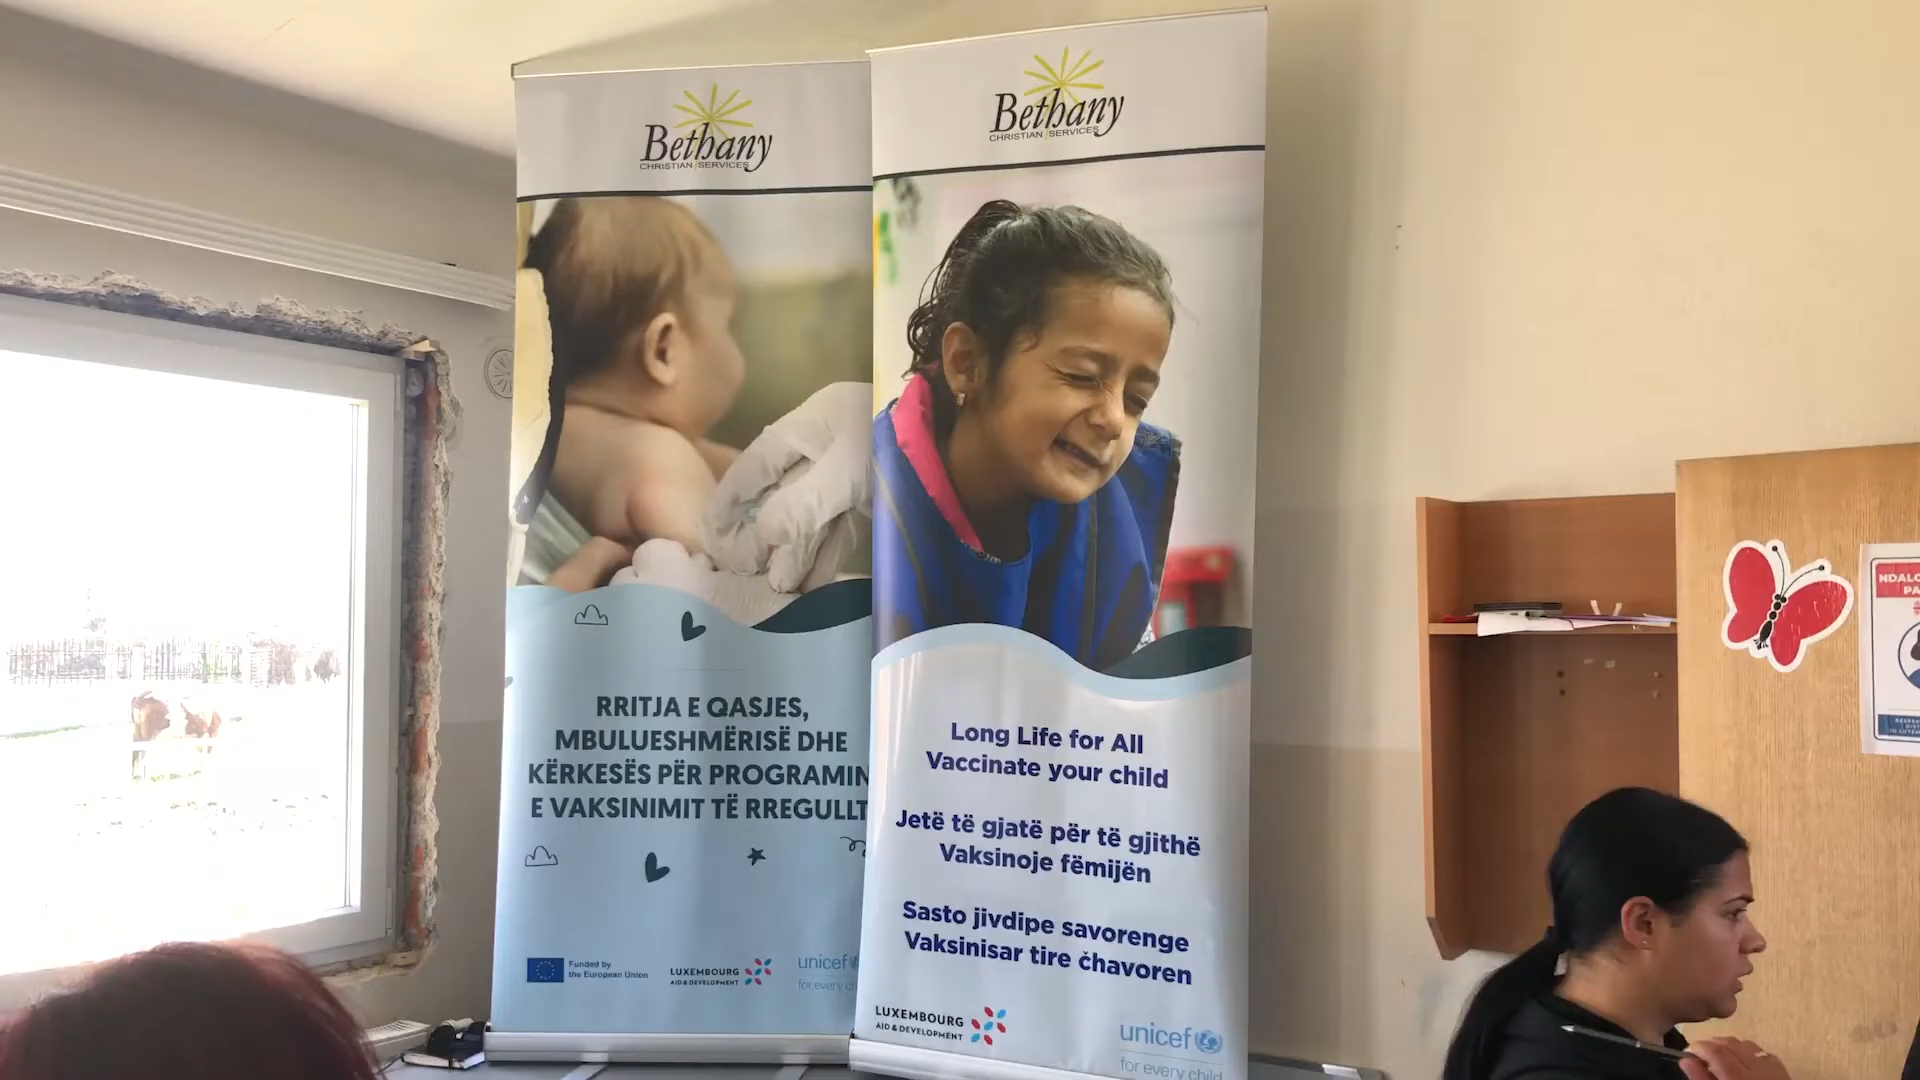 Bethany
CHRISTIAN SERVICES
RRITJA E QASJES,
MBULUESHMËRISË DHE
KËRKESËS PËR PROGRAMIN
E VAKSINIMIT TË RREGULLT
Funded by
the European Union
LUXEMBOURG
AID & DEVELOPMENT
unicef
for every
Bethany
CHRISTIAN SERVICES
Long Life for All
Vaccinate your child
Jetë të gjatë për të gjithë
Vaksinoje fëmijën
Sasto jivdipe savorenge
Vaksinisar tire čhavoren
LUXEMBOURG
AID & DEVELOPMENT
unicef
for every child